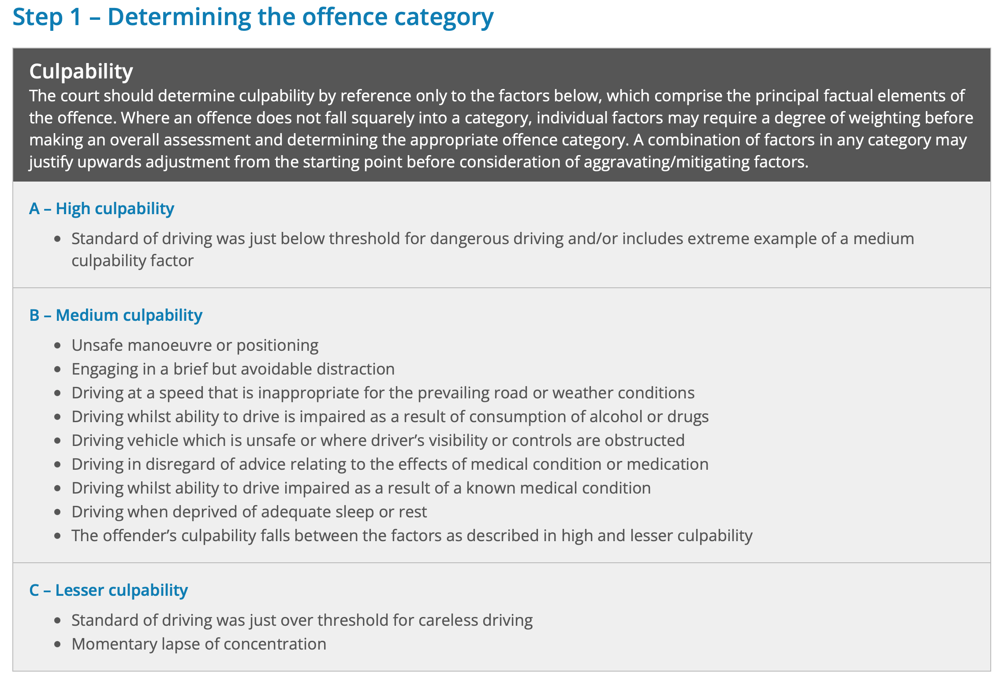 Step 1 – Determining the offence category
Culpability
The court should determine culpability by reference only to the factors below, which comprise the principal factual elements of
the offence. Where an offence does not fall squarely into a category, individual factors may require a degree of weighting before
making an overall assessment and determining the appropriate offence category. A combination of factors in any category may
justify upwards adjustment from the starting point before consideration of aggravating/mitigating factors.
A – High culpability
• Standard of driving was just below threshold for dangerous driving and/or includes extreme example of a medium
culpability factor
B – Medium culpability
• Unsafe manoeuvre or positioning
• Engaging in a brief but avoidable distraction
• Driving at a speed that is inappropriate for the prevailing road or weather conditions
• Driving whilst ability to drive is impaired as a result of consumption of alcohol or drugs
• Driving vehicle which is unsafe or where driver’s visibility or controls are obstructed
• Driving in disregard of advice relating to the effects of medical condition or medication
• Driving whilst ability to drive impaired as a result of a known medical condition
• Driving when deprived of adequate sleep or rest
• The offender’s culpability falls between the factors as described in high and lesser culpability
C – Lesser culpability
• Standard of driving was just over threshold for careless driving
• Momentary lapse of concentration